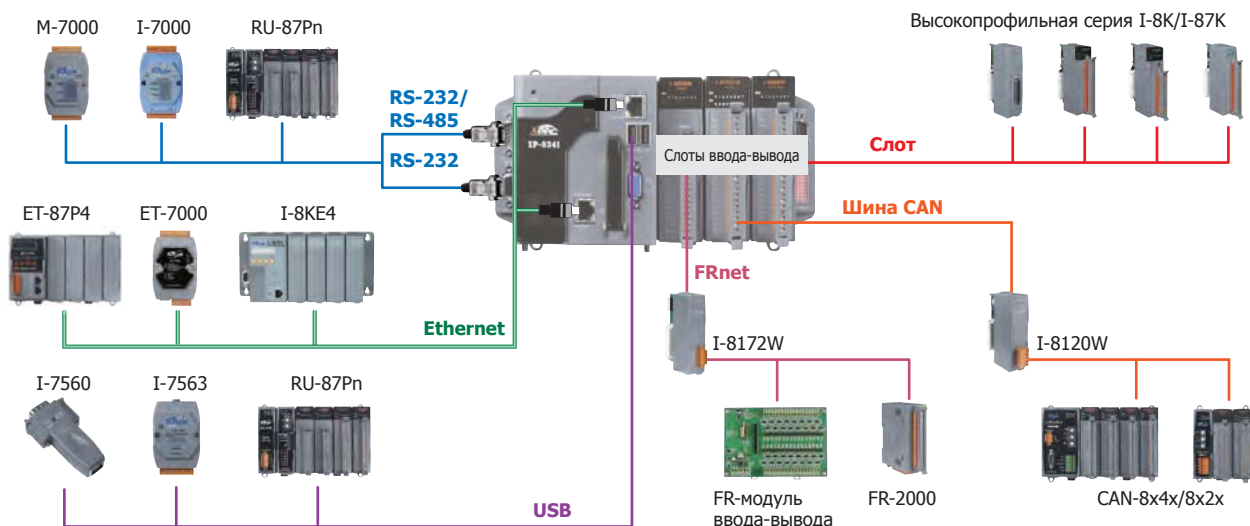 M-7000
I-7000
RU-87Pn
Высокопрофильная серия I-8K/I-87K
RS-232/
RS-485
RS-232
XP-8341
Слоты ввода-вывода
Слот
Шина CAN
FRnet
ET-87P4
ET-7000
I-8KE4
Ethernet
I-8172W
I-8120W
I-7560
I-7563
RU-87Pn
USB
FR-модуль
ввода-вывода
FR-2000
CAN-8x4x/8x2x